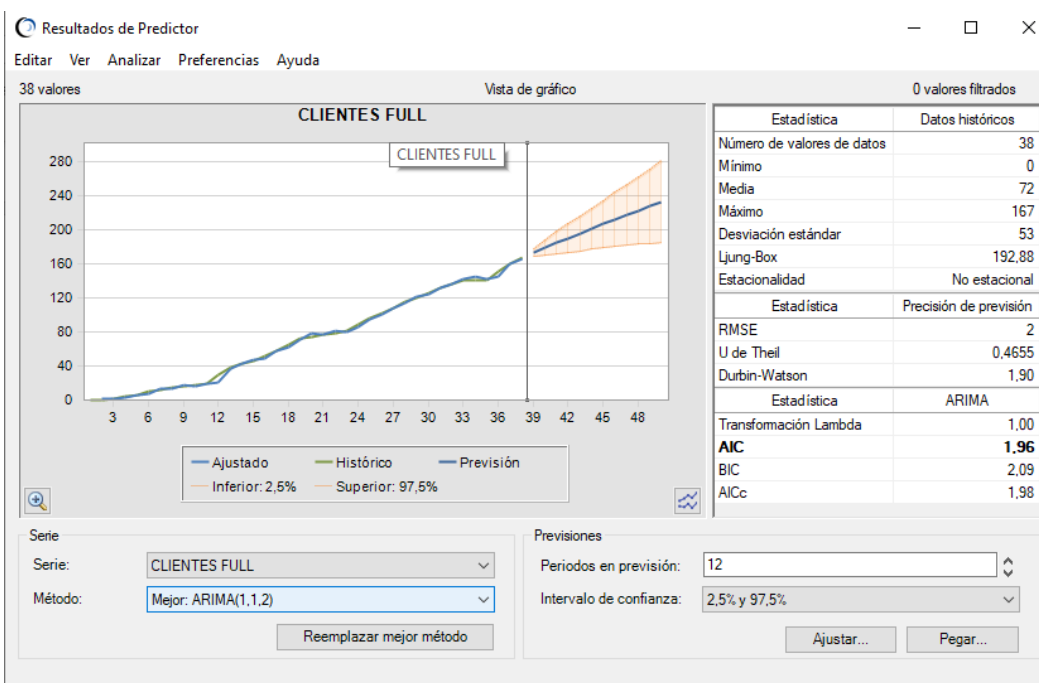 Resultados de Predictor
Editar Ver Analizar Preferencias Ayuda
38 valores Vista de gráfico 0 valores filtrados
CLIENTES FULL
CLIENTES FULL
280
240
200
160
120
80
40
0
3 6 9 12 15 18 21 24 27 30 33 36 39 42 45 48
Ajustado Histórico Previsión
Inferior: 2,5% Superior: 97,5%
Estadística Datos históricos
Número de valores de datos 38
Mínimo 0
Media 72
Máximo 167
Desviación estándar 53
Ljung-Box 192,88
Estacionalidad No estacional
Estadística Precisión de previsión
RMSE 2
U de Theil 0,4655
Durbin-Watson 1,90
Estadística ARIMA
Transformación Lambda 1,00
AIC 1,96
BIC 2,09
AICc 1,98
Serie
Serie: CLIENTES FULL
Método: Mejor: ARIMA(1,1,2)
Reemplazar mejor método
Previsiones
Periodos en previsión: 12
Intervalo de confianza: 2,5% y 97,5%
Ajustar... Pegar...